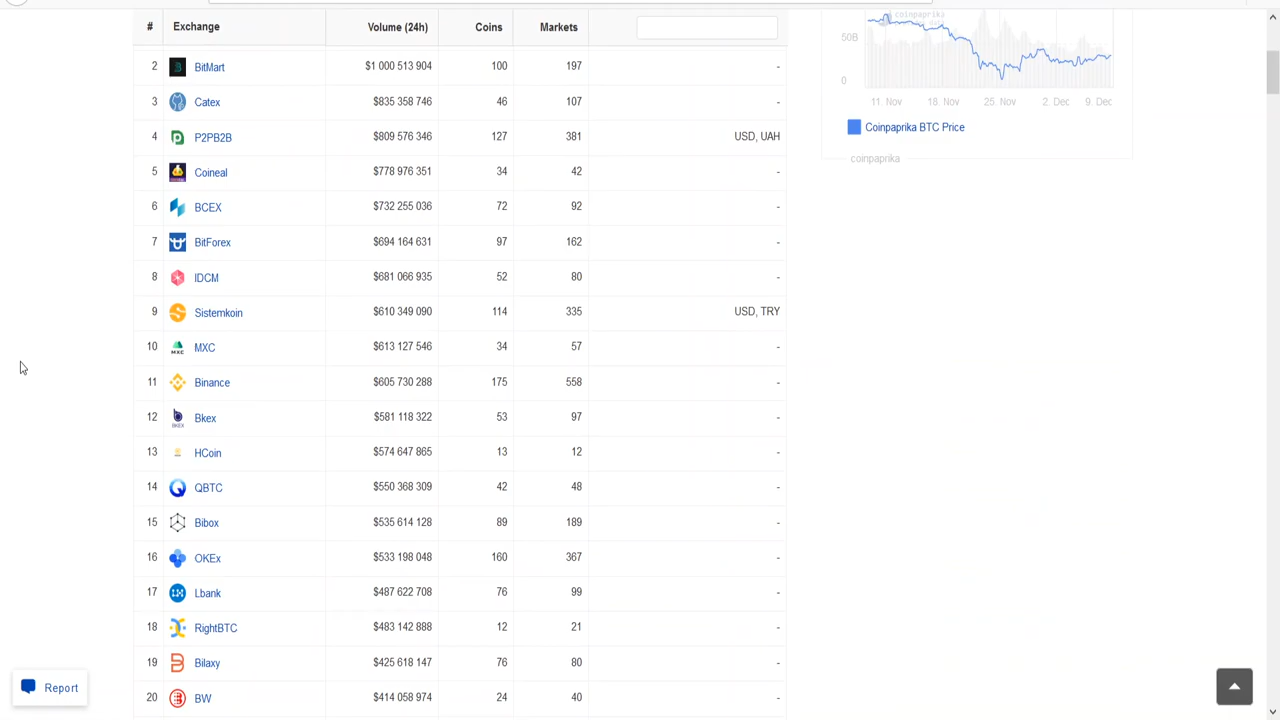 # Exchange Volume (24h) Coins Markets
2 BitMart $1 000 513 904 100 197 -
3 Catex $835 358 746 46 107 -
4 P2PB2B $809 576 346 127 381 USD, UAH
5 Coineal $778 976 351 34 42 -
6 BCEX $732 255 036 72 92 -
7 BitForex $694 164 631 97 162 -
8 IDCM $681 066 935 52 80 -
9 Sistemkoin $610 349 090 114 335 USD, TRY
10 MXC $613 127 546 34 57 -
11 Binance $605 730 288 175 558 -
12 Bkex $581 118 322 53 97 -
13 HCoin $574 647 865 13 12 -
14 QBTC $550 368 309 42 48 -
15 Bibox $535 614 128 89 189 -
16 OKEx $533 198 048 160 367 -
17 Lbank $487 622 708 76 99 -
18 RightBTC $483 142 888 12 21 -
19 Bilaxy $425 618 147 76 80 -
20 BW $414 058 974 24 40 -
MXC
BKEX
coinpaprika
50B
0
11. Nov 18. Nov 25. Nov 2. Dec 9. Dec
Coinpaprika BTC Price
coinpaprika
Report